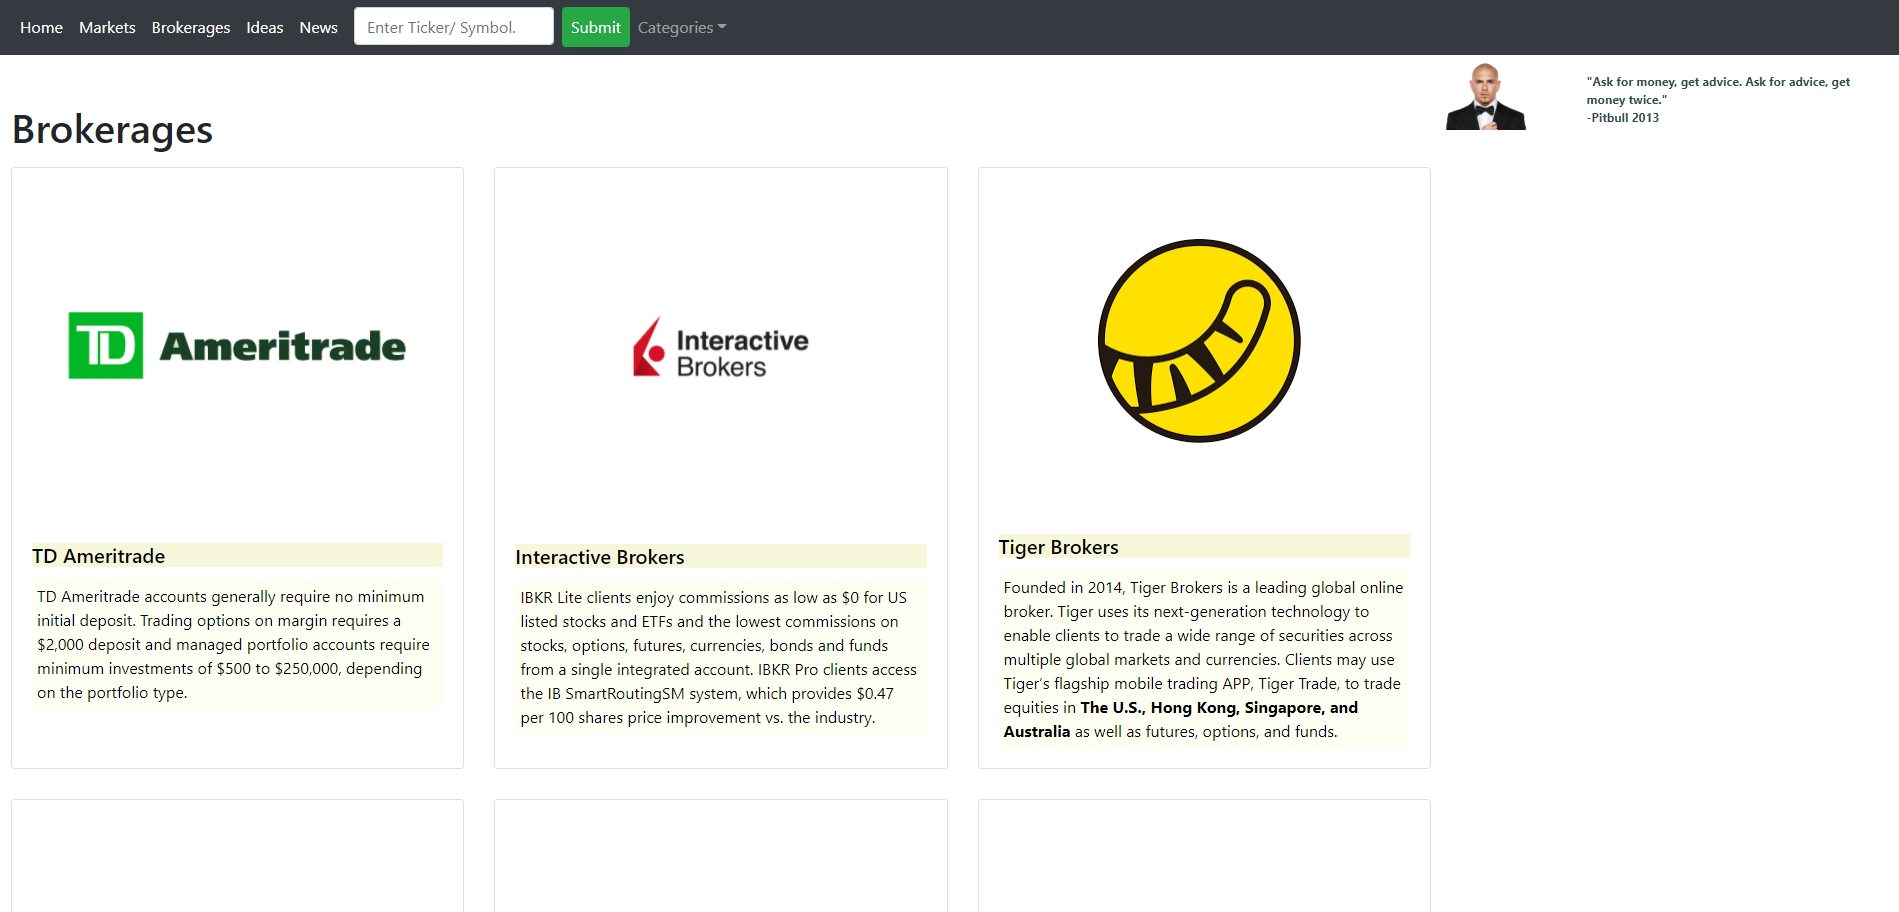 Home Markets Brokerages Ideas News Enter Ticker/ Symbol. Submit Categories
"Ask for money, get advice. Ask for advice, get
money twice."
-Pitbull 2013
Brokerages
TD Ameritrade
TD Ameritrade
TD Ameritrade accounts generally require no minimum
initial deposit. Trading options on margin requires a
$2,000 deposit and managed portfolio accounts require
minimum investments of $500 to $250,000, depending
on the portfolio type.
Interactive
Brokers
Interactive Brokers
IBKR Lite clients enjoy commissions as low as $0 for US
listed stocks and ETFs and the lowest commissions on
stocks, options, futures, currencies, bonds and funds
from a single integrated account. IBKR Pro clients access
the IB SmartRoutingSM system, which provides $0.47
per 100 shares price improvement vs. the industry.
Tiger Brokers
Founded in 2014, Tiger Brokers is a leading global online
broker. Tiger uses its next-generation technology to
enable clients to trade a wide range of securities across
multiple global markets and currencies. Clients may use
Tiger’s flagship mobile trading APP, Tiger Trade, to trade
equities in The U.S., Hong Kong, Singapore, and
Australia as well as futures, options, and funds.